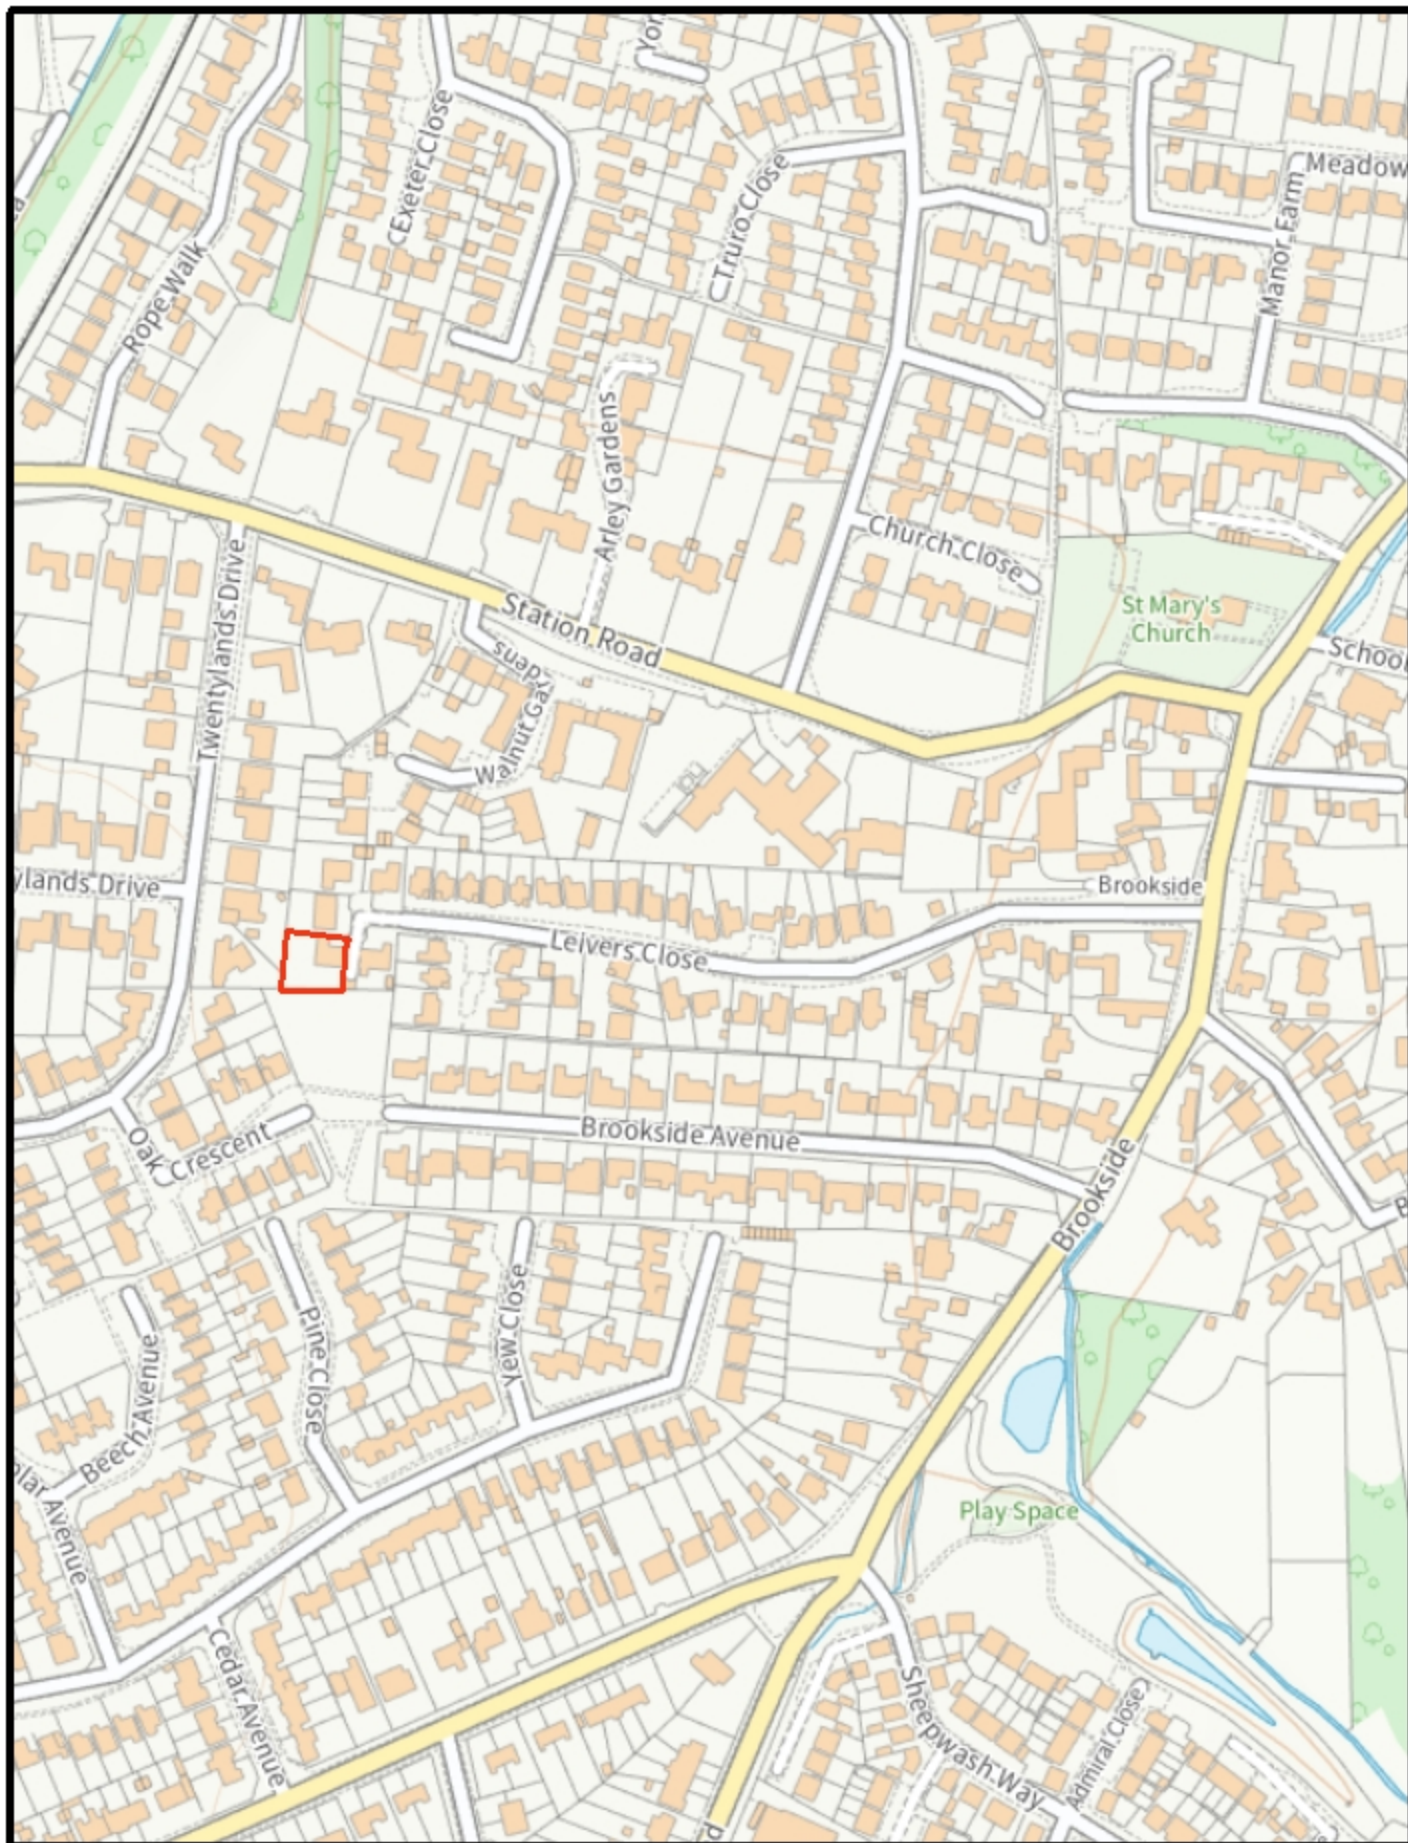 Exeter Close
Truro Close
Meadow
Manor Farm
Rope Walk
Arley Gardens
Church Close
St Mary's
Church
School
Station Road
Twentylands Drive
Walnut Gardens
ylands Drive
Brookside
Leivers Close
Brookside Avenue
Oak Crescent
Brookside
Pine Close
Yew Close
Beech Avenue
plar Avenue
Play Space
Cedar Avenue
Sheepwash Way
Admiral Close